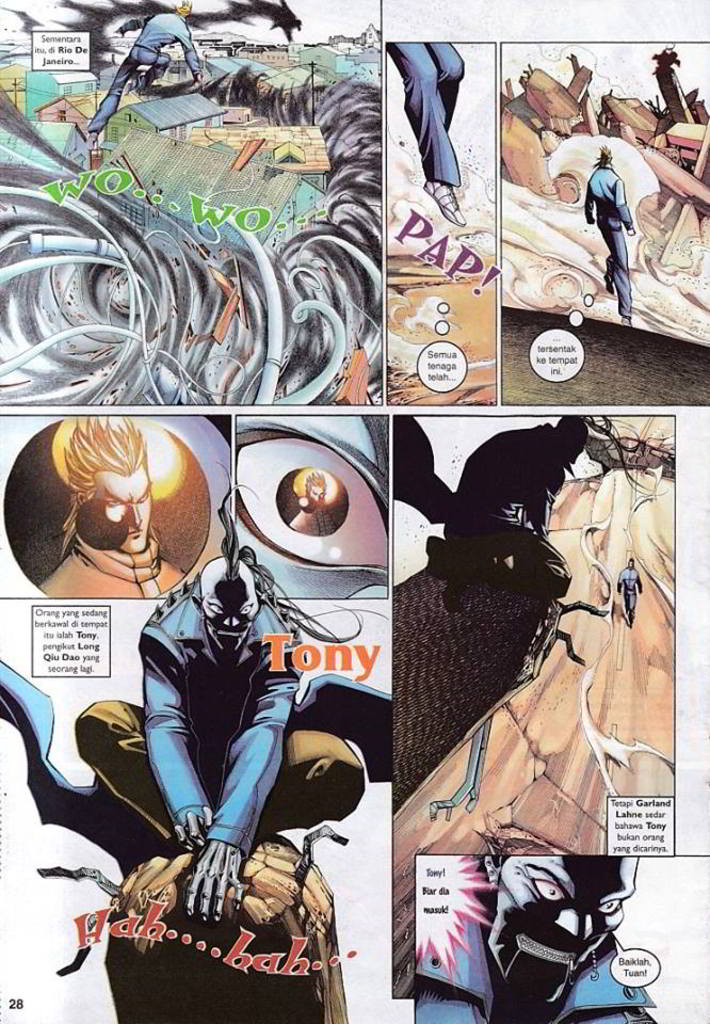 Sementara
itu, di Rio De
Janeiro...
WO...WO...
PAP!
Semua
tenaga
telah...
...
tersentak
ke tempat
ini.
Orang yang sedang
berkawal di tempat
itu ialah Tony,
pengikut Long
Qiu Dao yang
seorang lagi.
Tony
Hah....hah...
Tetapi Garland
Lahne sedar
bahawa Tony
bukan orang
yang dicarinya.
Tony!
Biar dia
masuk!
Baiklah,
Tuan!
28